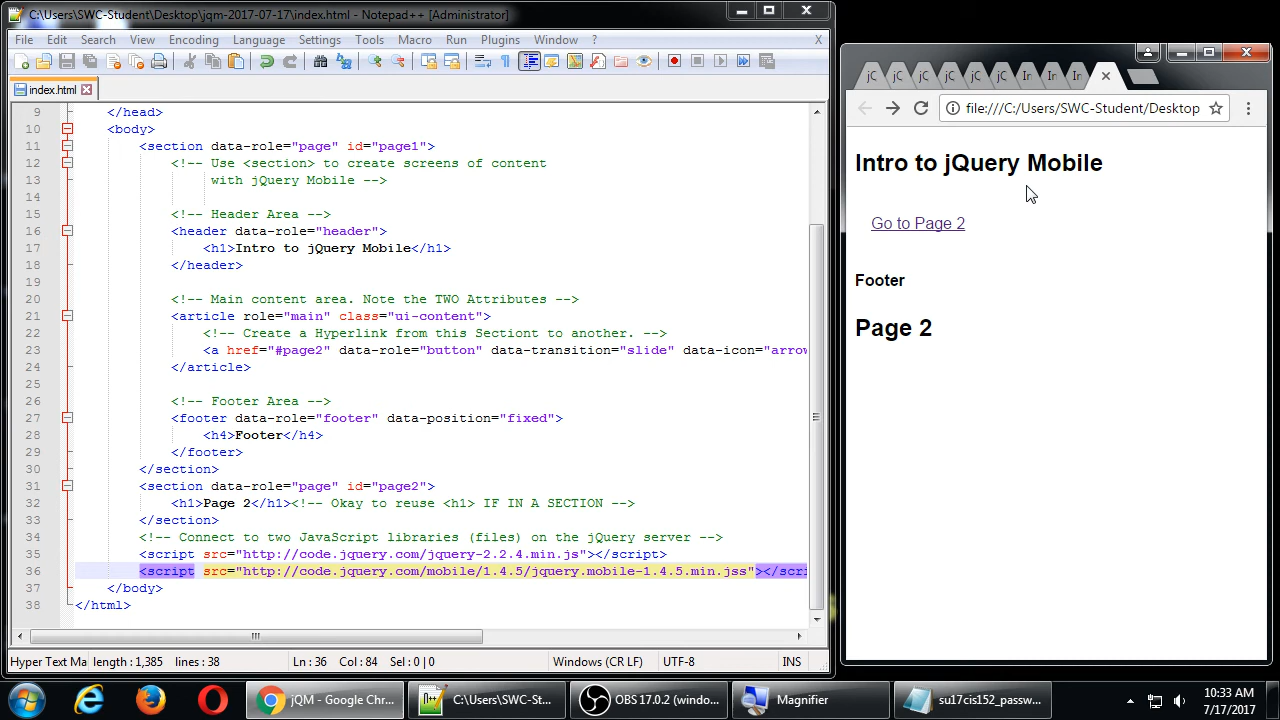 C:\Users\SWC-Student\Desktop\jqm-2017-07-17\index.html - Notepad++ [Administrator]
File Edit Search View Encoding Language Settings Tools Macro Run Plugins Window ? X
index.html
9 </head>
10 <body>
11 <section data-role="page" id="page1">
12 <!-- Use <section> to create screens of content
13 with jQuery Mobile -->
14
15 <!-- Header Area -->
16 <header data-role="header">
17 <h1>Intro to jQuery Mobile</h1>
18 </header>
19
20 <!-- Main content area. Note the TWO Attributes -->
21 <article role="main" class="ui-content">
22 <!-- Create a Hyperlink from this Sectiont to another. -->
23 <a href="#page2" data-role="button" data-transition="slide" data-icon="arrow
24 </article>
25
26 <!-- Footer Area -->
27 <footer data-role="footer" data-position="fixed">
28 <h4>Footer</h4>
29 </footer>
30 </section>
31 <section data-role="page" id="page2">
32 <h1>Page 2</h1><!-- Okay to reuse <h1> IF IN A SECTION -->
33 </section>
34 <!-- Connect to two JavaScript libraries (files) on the jQuery server -->
35 <script src="http://code.jquery.com/jquery-2.2.4.min.js"></script>
36 <script src="http://code.jquery.com/mobile/1.4.5/jquery.mobile-1.4.5.min.jss"></scri
37 </body>
38 </html>
Hyper Text Ma length : 1,385 lines : 38 Ln : 36 Col : 84 Sel : 0 | 0 Windows (CR LF) UTF-8 INS
jC jC jC jC jC jC In In In
file:///C:/Users/SWC-Student/Desktop
Intro to jQuery Mobile
Go to Page 2
Footer
Page 2
jQM - Google Chr... C:\Users\SWC-St... OBS 17.0.2 (windo... Magnifier su17cis152_passw...
10:33 AM
7/17/2017